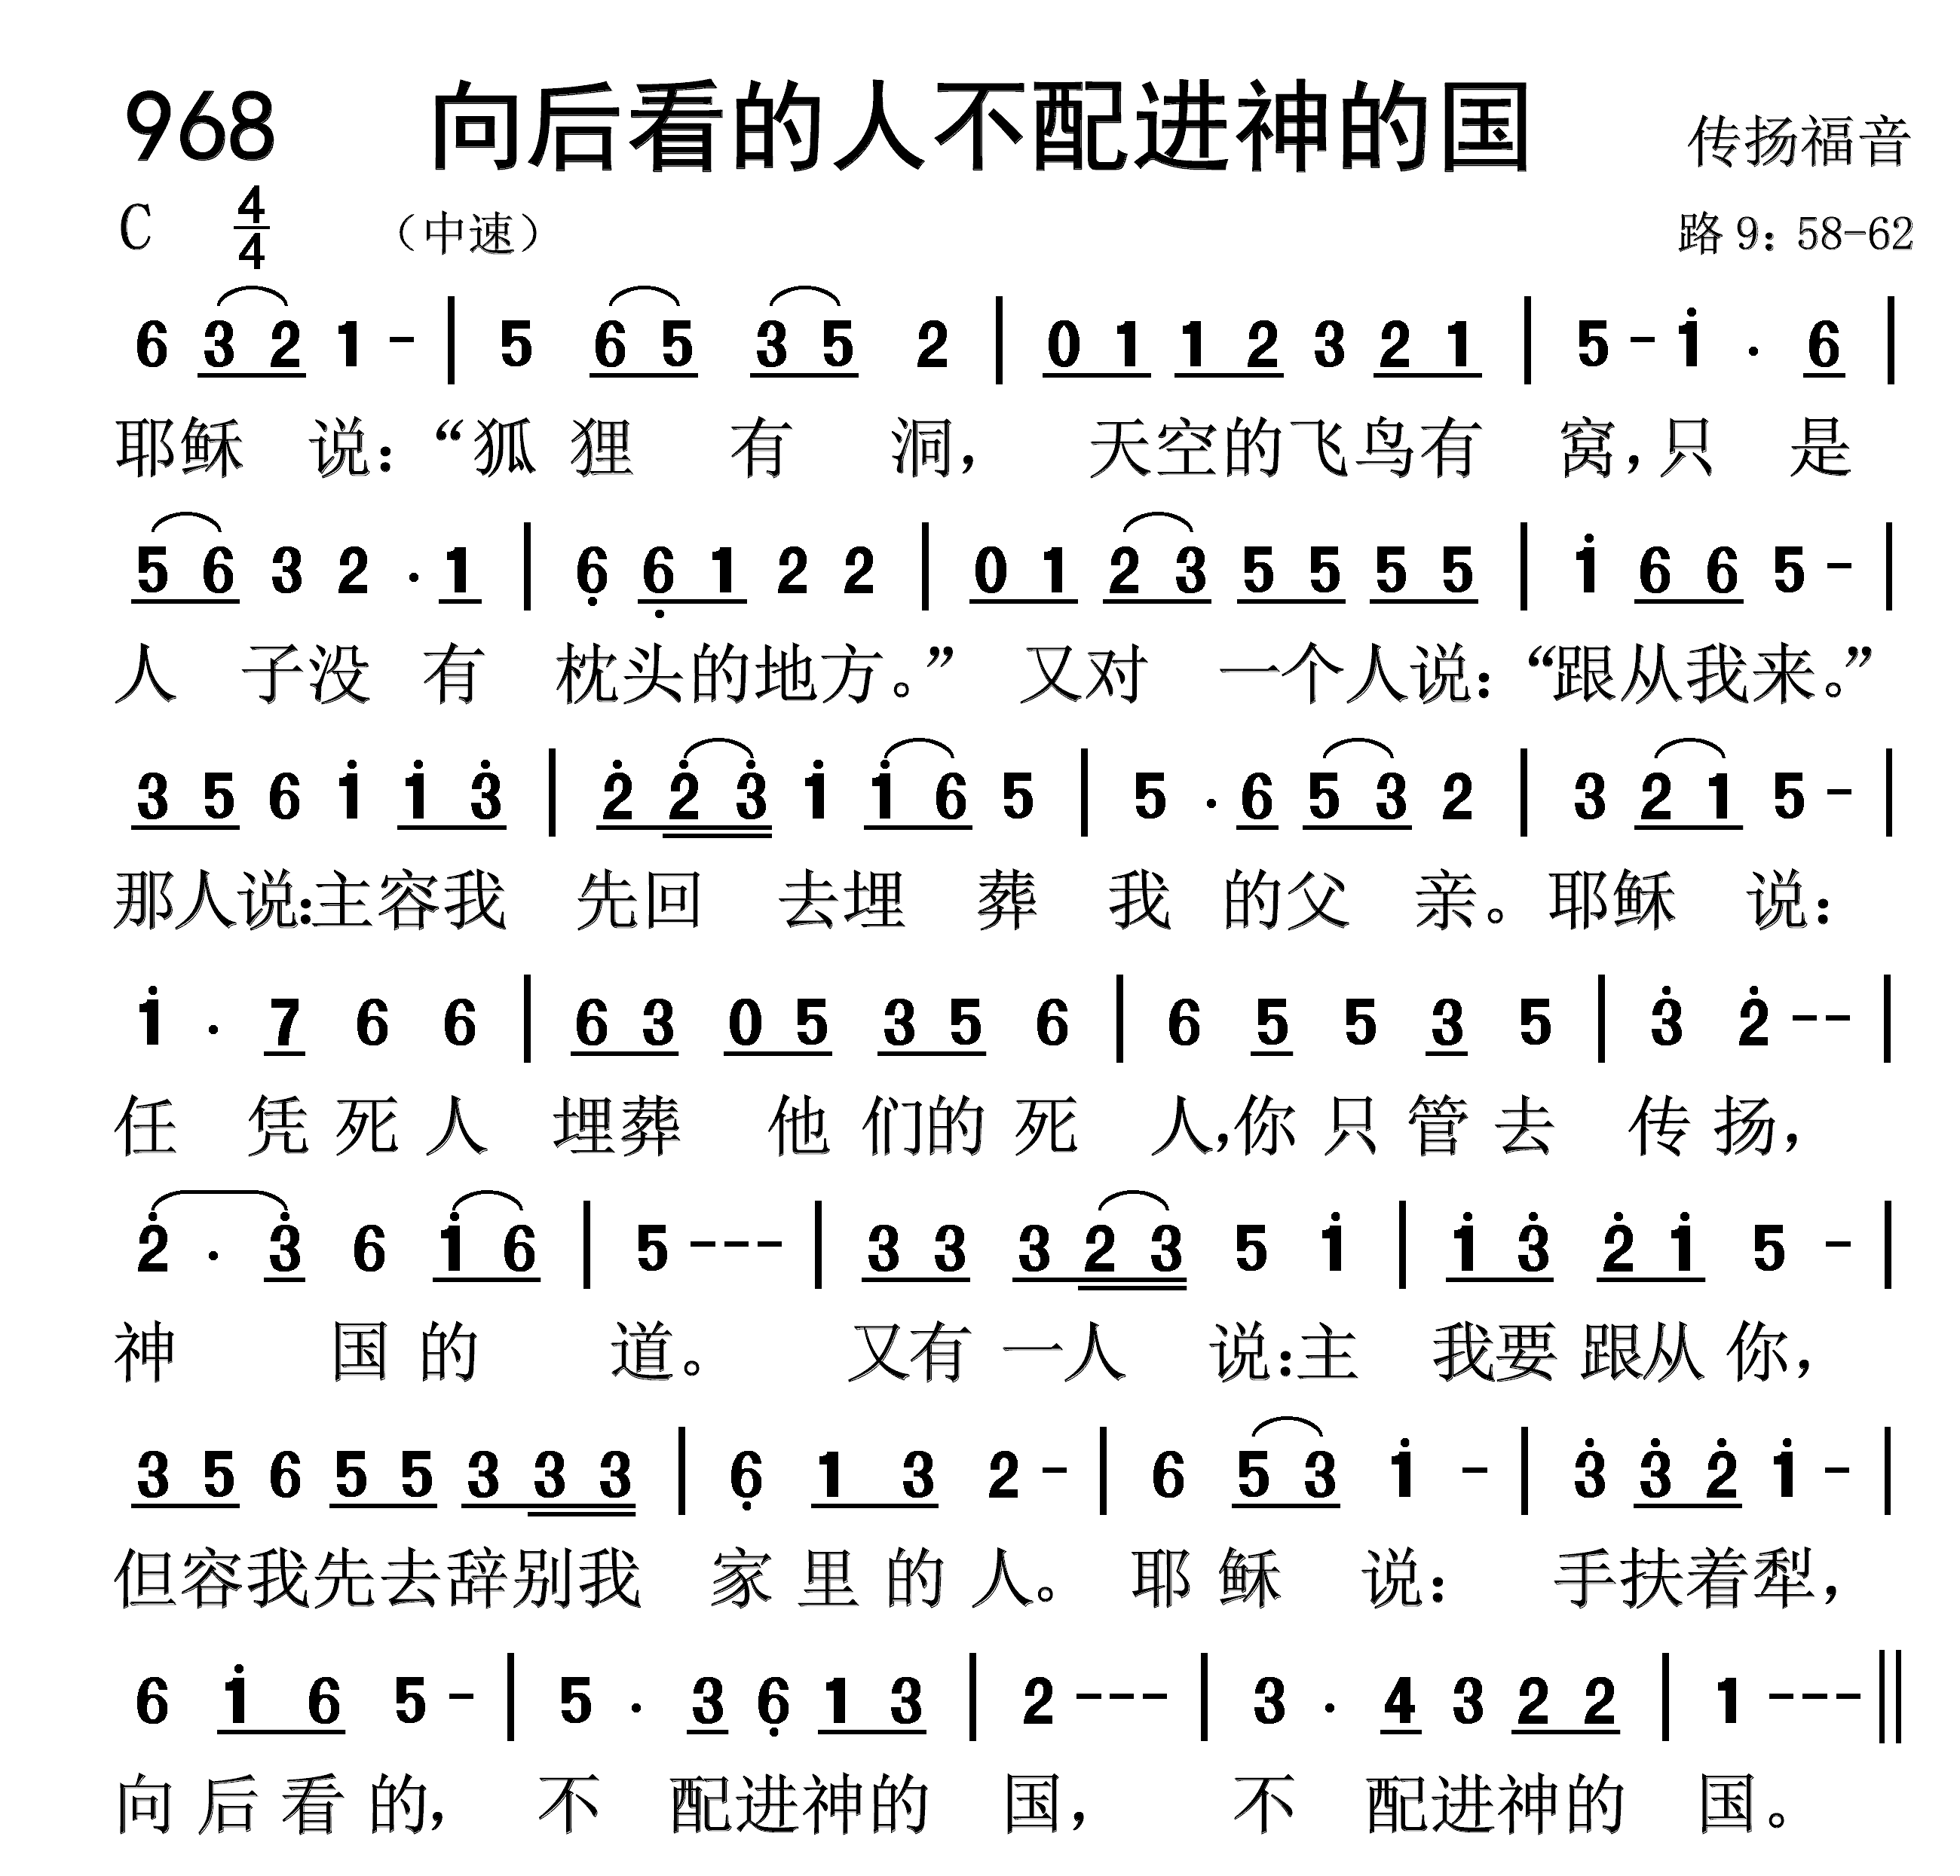 968 向后看的人不配进神的国 传扬福音
C 4/4 （中速） 路 9：58-62
6 3 2 1 - | 5 6 5 3 5 2 | 0 1 1 2 3 2 1 | 5 - 1̇ . 6 |
耶稣 说：“狐 狸 有 洞， 天空的飞鸟有 窝，只 是
5 6 3 2 . 1 | 6̣ 6̣ 1 2 2 | 0 1 2 3 5 5 5 5 | 1̇ 6 6 5 - |
人 子没 有 枕头的地方。” 又对 一个人说：“跟从我来。”
3 5 6 1̇ 1̇ 3̇ | 2̇ 2̇ 3̇ 1̇ 1̇ 6 5 | 5 . 6 5 3 2 | 3 2 1 5 - |
那人说:主容我 先回 去埋 葬 我 的父 亲。耶稣 说：
1̇ . 7 6 6 | 6 3 0 5 3 5 6 | 6 5 5 3 5 | 3̇ 2̇ - - |
任 凭 死 人 埋葬 他 们的 死 人，你 只 管 去 传 扬，
2̇ . 3̇ 6 1̇ 6 | 5 - - - | 3 3 3 2 3 5 1̇ | 1̇ 3̇ 2̇ 1̇ 5 - |
神 国 的 道。 又有 一人 说:主 我要 跟从 你，
3 5 6 5 5 3 3 3 | 6̣ 1 3 2 - | 6 5 3 1̇ - | 3̇ 3̇ 2̇ 1̇ - |
但容我先去辞别我 家 里 的 人。 耶 稣 说： 手扶着犁，
6 1̇ 6 5 - | 5 . 3 6̣ 1 3 | 2 - - - | 3 . 4 3 2 2 | 1 - - - ‖
向 后 看 的， 不 配进神的 国， 不 配进神的 国。